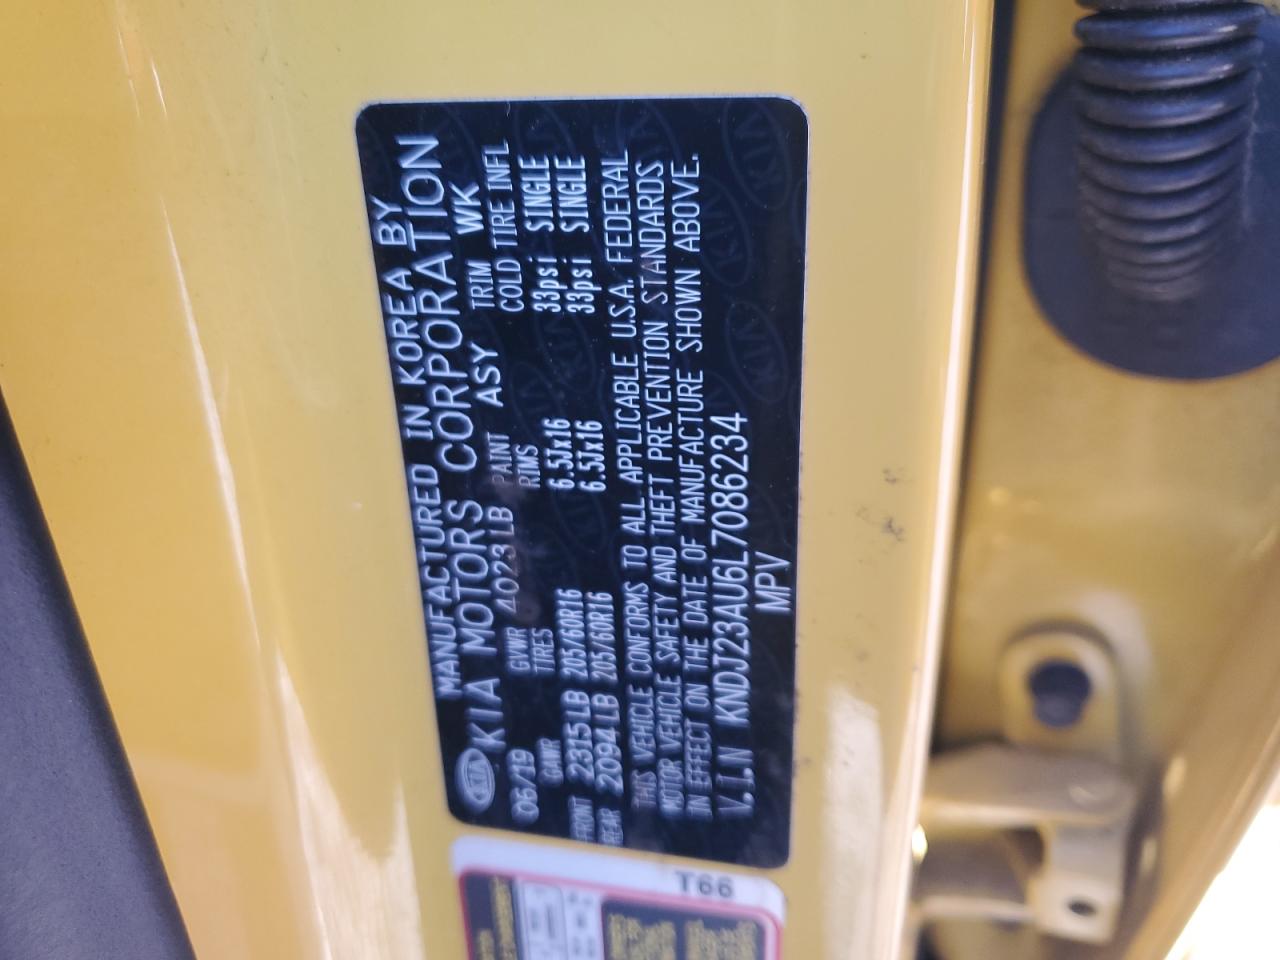 MANUFACTURED IN KOREA BY
KIA KIA MOTORS CORPORATION
06/19 GVWR 4023LB PAINT ASY TRIM WK
GAWR TIRES RIMS COLD TIRE INFL
FRONT 2315LB 205/60R16 6.5Jx16 33psi SINGLE
REAR 2094LB 205/60R16 6.5Jx16 33psi SINGLE
THIS VEHICLE CONFORMS TO ALL APPLICABLE U.S.A. FEDERAL
MOTOR VEHICLE SAFETY AND THEFT PREVENTION STANDARDS
IN EFFECT ON THE DATE OF MANUFACTURE SHOWN ABOVE.
V.I.N KNDJ23AU6L7086234
MPV
T66